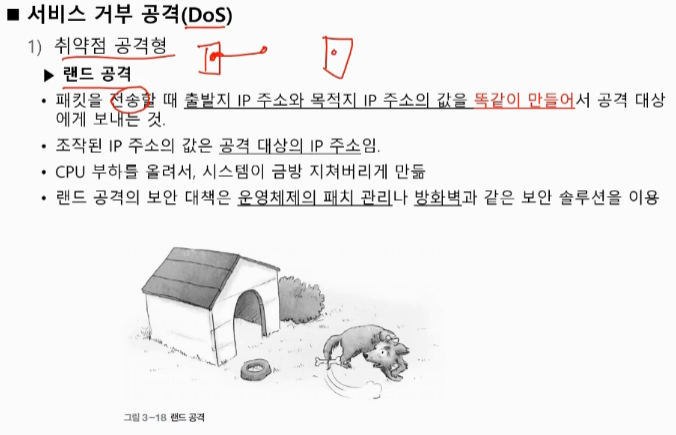 ■ 서비스 거부 공격(DoS)
1) 취약점 공격형
▶ 랜드 공격
• 패킷을 전송할 때 출발지 IP 주소와 목적지 IP 주소의 값을 똑같이 만들어서 공격 대상
에게 보내는 것.
• 조작된 IP 주소의 값은 공격 대상의 IP 주소임.
• CPU 부하를 올려서, 시스템이 금방 지쳐버리게 만듦
• 랜드 공격의 보안 대책은 운영체제의 패치 관리나 방화벽과 같은 보안 솔루션을 이용
그림 3-18 랜드 공격